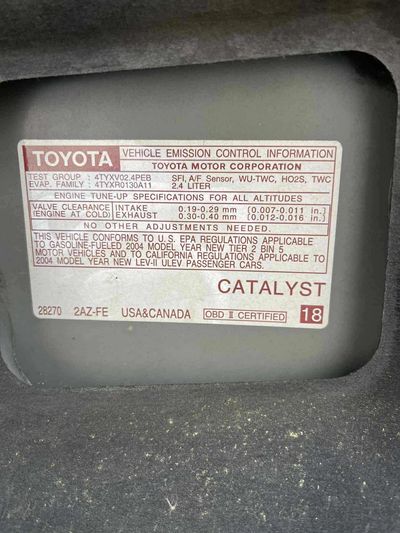 TOYOTA VEHICLE EMISSION CONTROL INFORMATION
TOYOTA MOTOR CORPORATION
TEST GROUP : 4TYXV02.4PEB SFI, A/F Sensor, WU-TWC, HO2S, TWC
EVAP. FAMILY : 4TYXR0130A11 2.4 LITER
ENGINE TUNE-UP SPECIFICATIONS FOR ALL ALTITUDES
VALVE CLEARANCE INTAKE 0.19-0.29 mm (0.007-0.011 in.)
(ENGINE AT COLD) EXHAUST 0.30-0.40 mm (0.012-0.016 in.)
NO OTHER ADJUSTMENTS NEEDED.
THIS VEHICLE CONFORMS TO U.S. EPA REGULATIONS APPLICABLE
TO GASOLINE-FUELED 2004 MODEL YEAR NEW TIER 2 BIN 5
MOTOR VEHICLES AND TO CALIFORNIA REGULATIONS APPLICABLE TO
2004 MODEL YEAR NEW LEV-II ULEV PASSENGER CARS.
CATALYST
28270 2AZ-FE USA&CANADA OBD II CERTIFIED 18